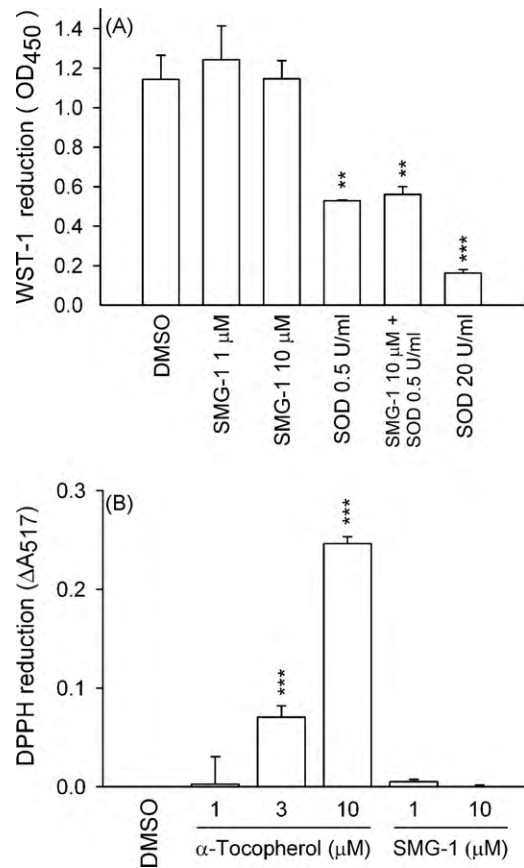 (A)
WST-1 reduction ( OD450)
1.4
1.2
1.0
0.8
0.6
0.4
0.2
0.0
**
**
***
DMSO
SMG-1 1 μM
SMG-1 10 μM
SOD 0.5 U/ml
SMG-1 10 μM +
SOD 0.5 U/ml
SOD 20 U/ml
(B)
DPPH reduction (ΔA517)
0.3
0.2
0.1
0.0
***
***
DMSO
1 3 10 1 10
α-Tocopherol (μM) SMG-1 (μM)